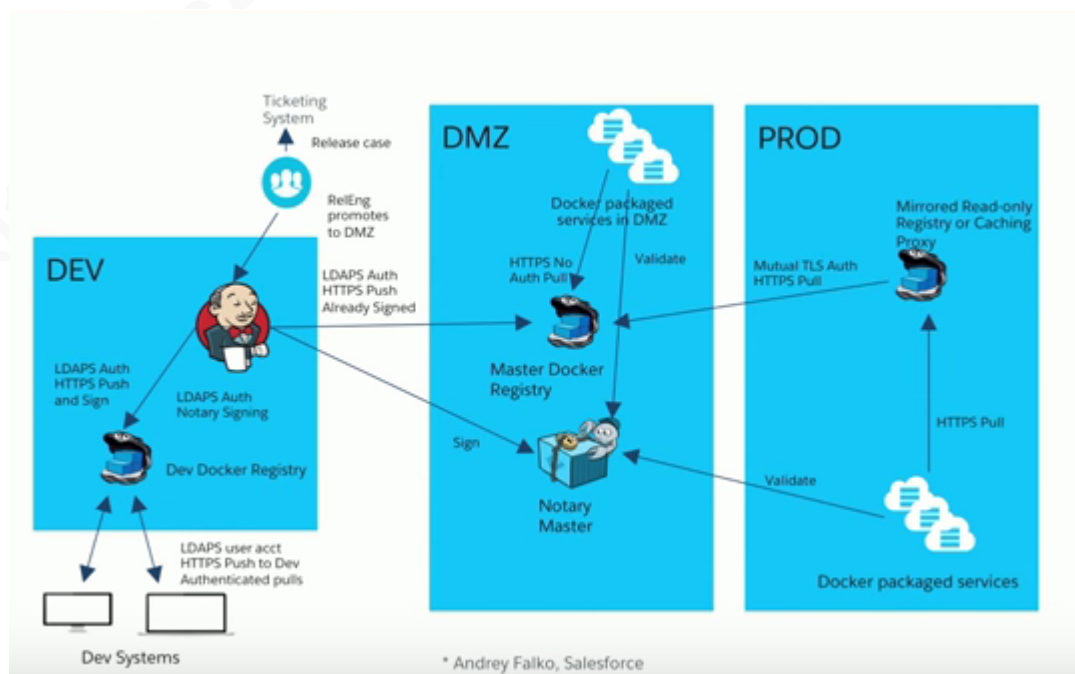 Ticketing
System
Release case
RelEng
promotes
to DMZ
DEV
LDAPS Auth
HTTPS Push
Already Signed
LDAPS Auth
HTTPS Push
and Sign
LDAPS Auth
Notary Signing
Dev Docker Registry
LDAPS user acct
HTTPS Push to Dev
Authenticated pulls
Dev Systems
DMZ
Docker packaged
services in DMZ
HTTPS No
Auth Pull
Validate
Master Docker
Registry
Sign
Notary
Master
PROD
Mirrored Read-only
Registry or Caching
Proxy
Mutual TLS Auth
HTTPS Pull
HTTPS Pull
Validate
Docker packaged services
* Andrey Falko, Salesforce